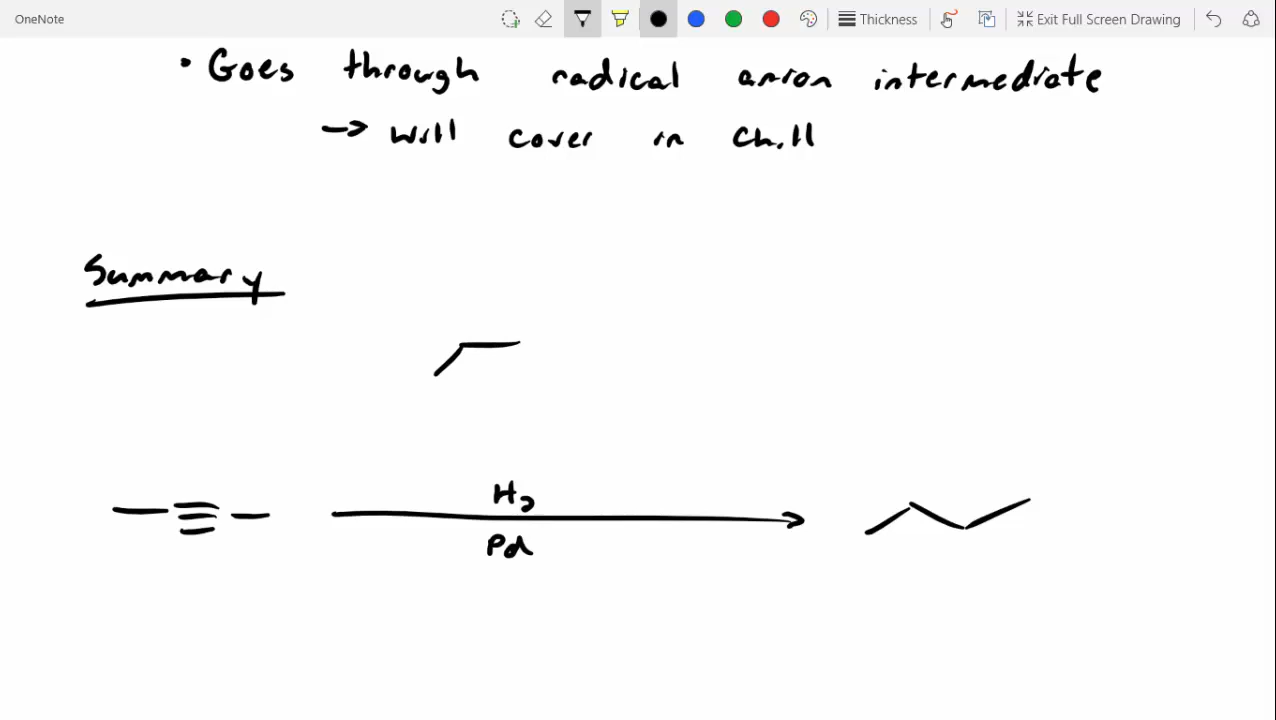 OneNote
Thickness
Exit Full Screen Drawing
• Goes through radical anion intermediate
→ will cover in Ch. 11
Summary
H2
Pd